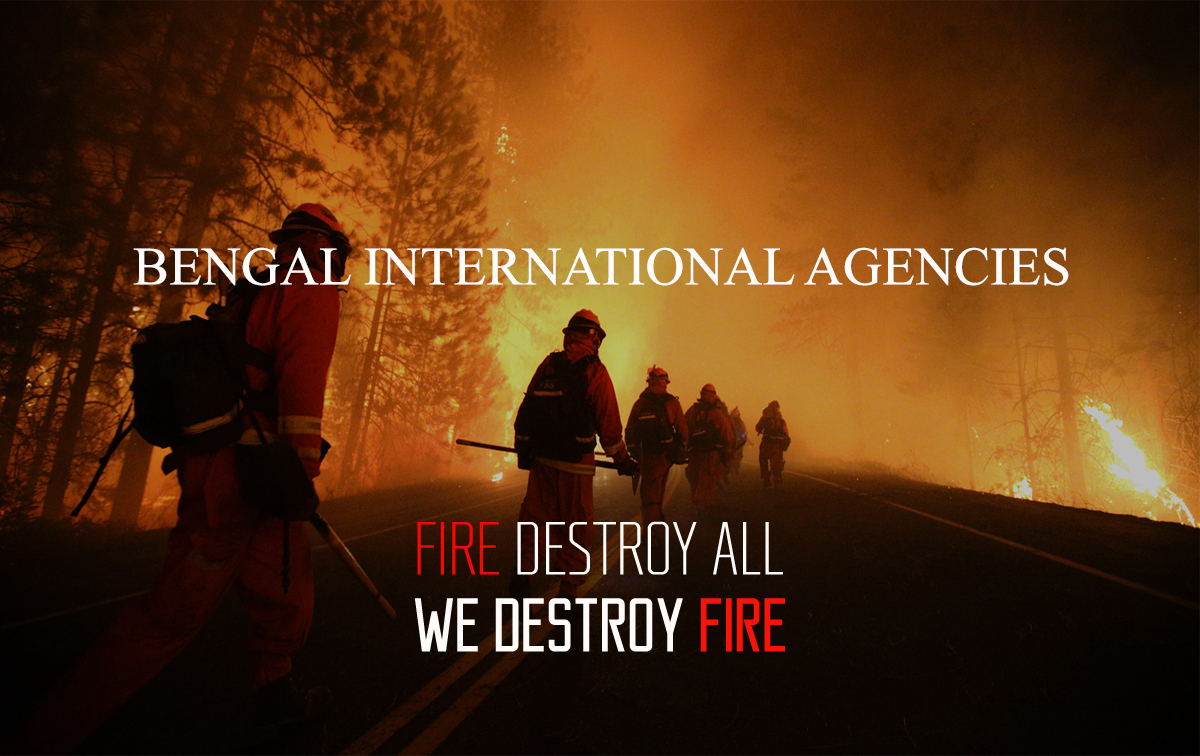 BENGAL INTERNATIONAL AGENCIES
FIRE DESTROY ALL
WE DESTROY FIRE